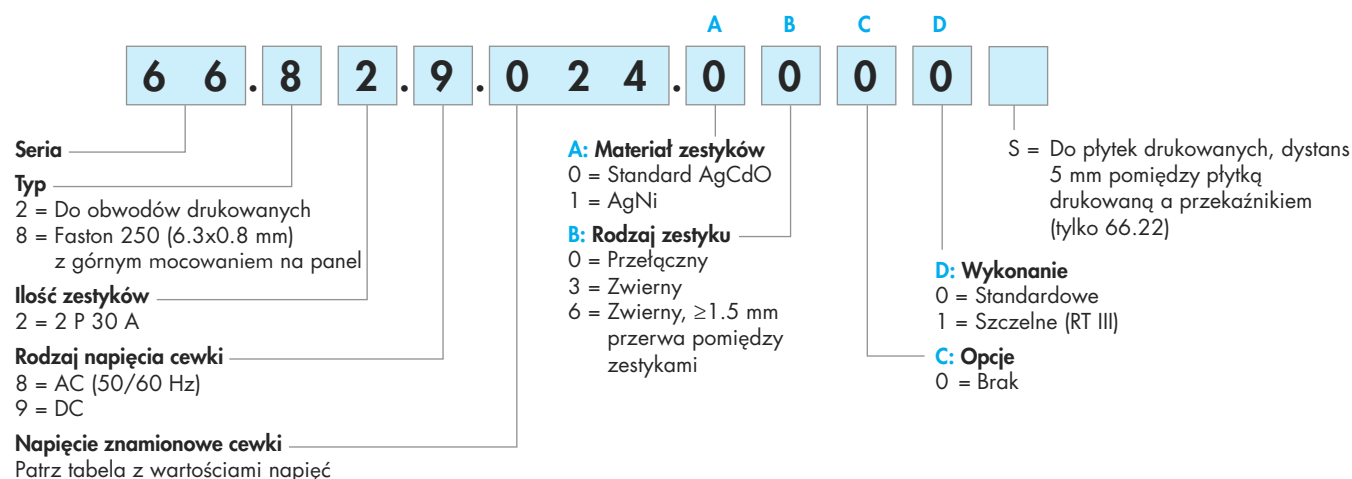 A B C D
6 6 . 8 2 . 9 . 0 2 4 . 0 0 0 0
Seria
Typ
2 = Do obwodów drukowanych
8 = Faston 250 (6.3x0.8 mm)
z górnym mocowaniem na panel
Ilość zestyków
2 = 2 P 30 A
Rodzaj napięcia cewki
8 = AC (50/60 Hz)
9 = DC
Napięcie znamionowe cewki
Patrz tabela z wartościami napięć
A: Materiał zestyków
0 = Standard AgCdO
1 = AgNi
B: Rodzaj zestyku
0 = Przełączny
3 = Zwierny
6 = Zwierny, ≥1.5 mm
przerwa pomiędzy
zestykami
S = Do płytek drukowanych, dystans
5 mm pomiędzy płytką
drukowaną a przekaźnikiem
(tylko 66.22)
D: Wykonanie
0 = Standardowe
1 = Szczelne (RT III)
C: Opcje
0 = Brak